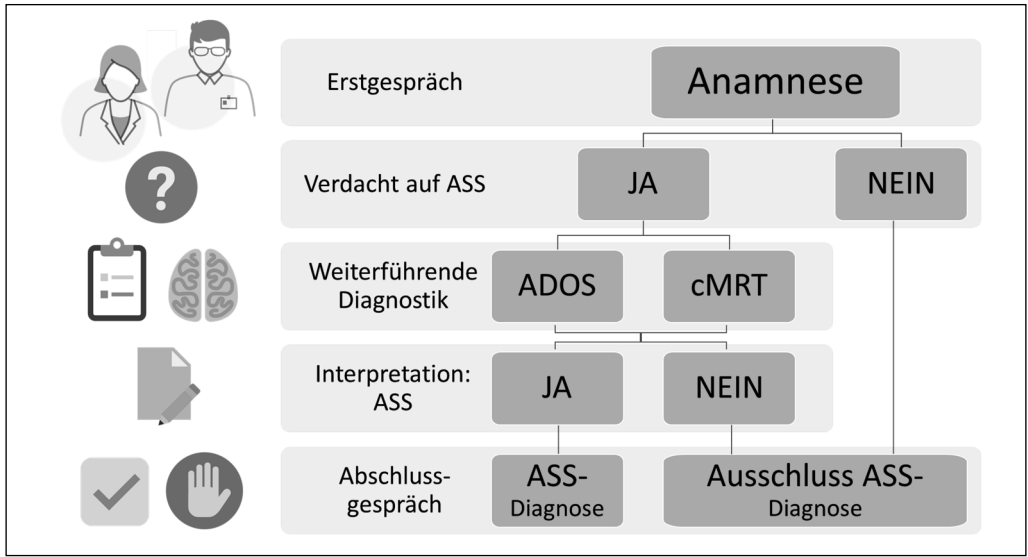 Erstgespräch
Anamnese
Verdacht auf ASS
JA
NEIN
Weiterführende
Diagnostik
ADOS
cMRT
Interpretation:
ASS
JA
NEIN
Abschluss-
gespräch
ASS-
Diagnose
Ausschluss ASS-
Diagnose